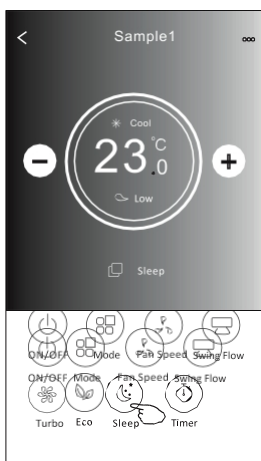 Sample1
Cool
23.0 °C
Low
Sleep
ON/OFF Mode Fan Speed Swing Flow
ON/OFF Mode Fan Speed Swing Flow
Turbo Eco Sleep Timer